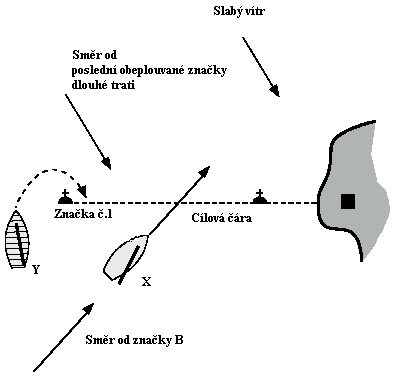 Slabý vítr
Směr od
poslední obeplouvané značky
dlouhé trati
Značka č.1
Cílová čára
Y
X
Směr od značky B